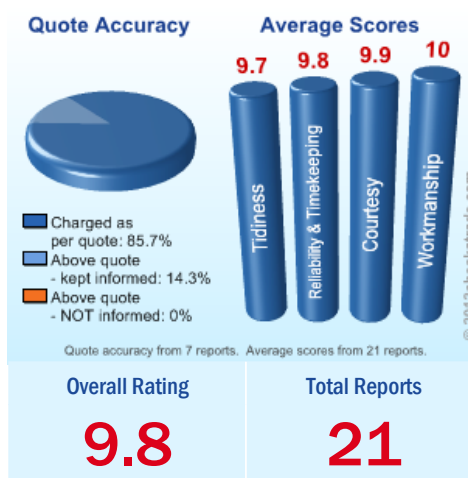 Quote Accuracy
Average Scores
9.7
9.8
9.9
10
Tidiness
Reliability & Timekeeping
Courtesy
Workmanship
Charged as
per quote: 85.7%
Above quote
- kept informed: 14.3%
Above quote
- NOT informed: 0%
Quote accuracy from 7 reports. Average scores from 21 reports.
Overall Rating
Total Reports
9.8
21